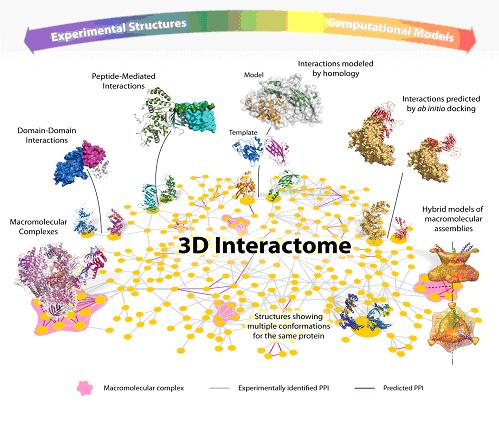 Experimental Structures
Computational Models
Peptide-Mediated
Interactions
Model
Interactions modeled
by homology
Interactions predicted
by ab initio docking
Domain-Domain
Interactions
Template
Macromolecular
Complexes
Hybrid models of
macromolecular
assemblies
3D Interactome
Structures showing
multiple conformations
for the same protein
Macromolecular complex
Experimentally identified PPI
Predicted PPI